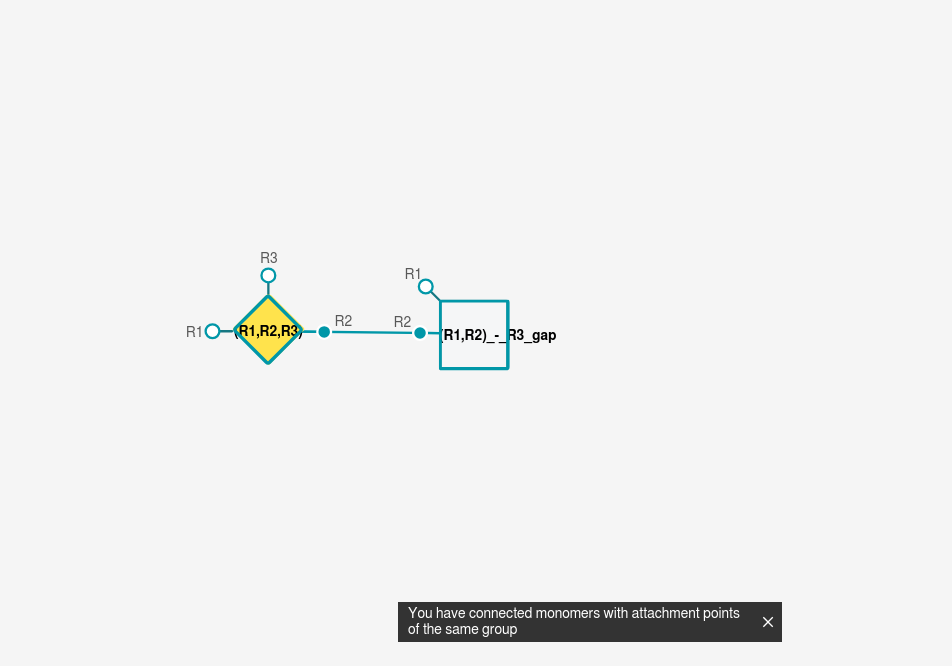 R3
R1
R1
(R1,R2,R3)
R2
R2
(R1,R2)_-_R3_gap
You have connected monomers with attachment points
of the same group